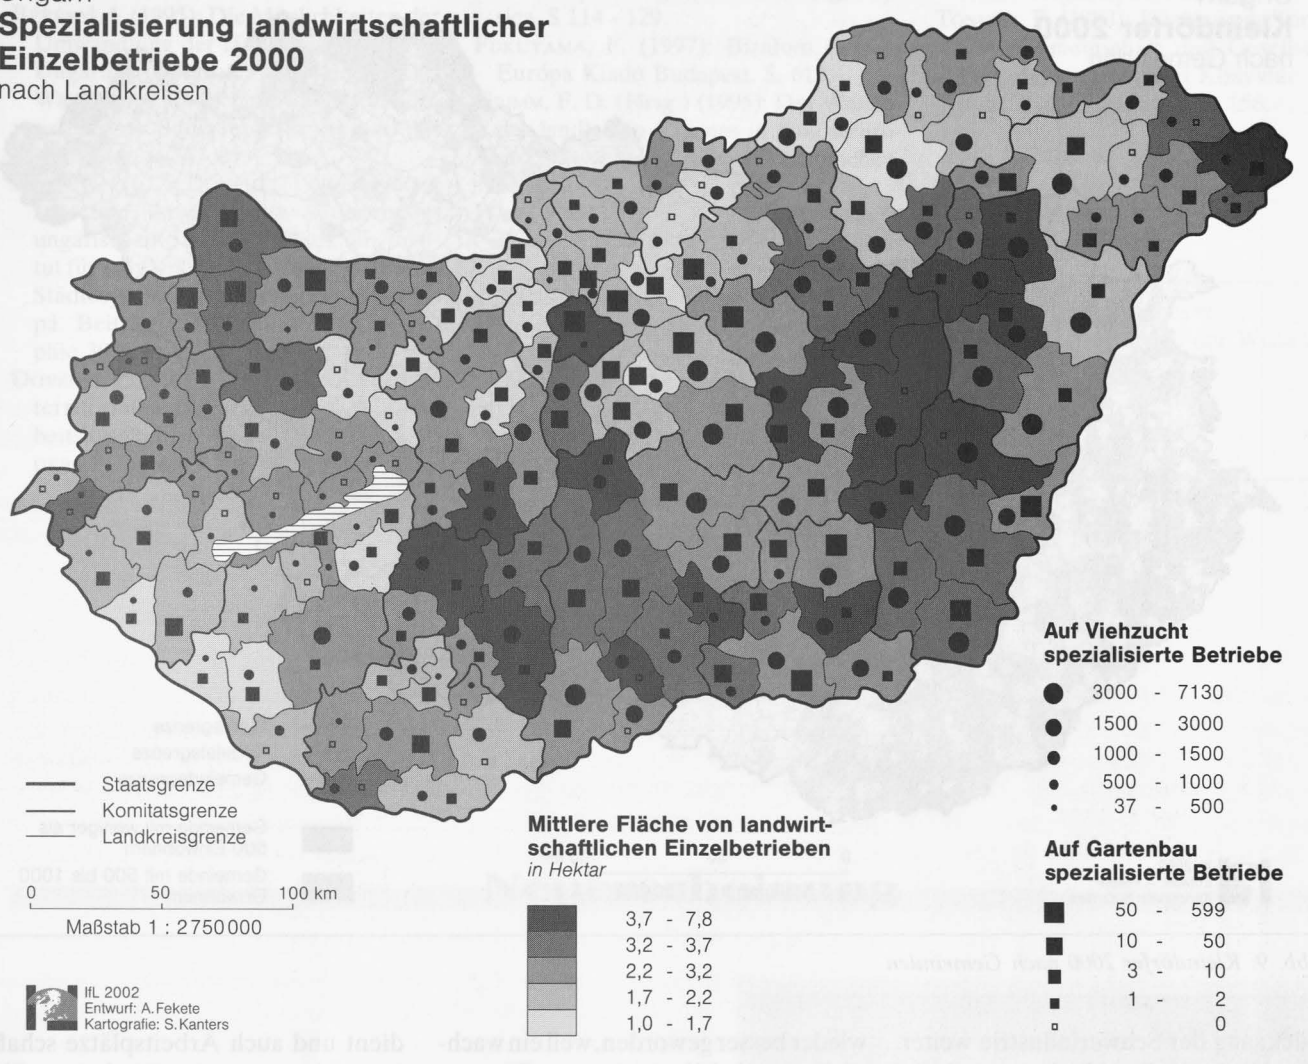 Ungarn
Spezialisierung landwirtschaftlicher
Einzelbetriebe 2000
nach Landkreisen
Auf Viehzucht
spezialisierte Betriebe
3000 - 7130
1500 - 3000
1000 - 1500
500 - 1000
37 - 500
Staatsgrenze
Komitatsgrenze
Landkreisgrenze
0 50 100 km
Maßstab 1 : 2750000
IfL 2002
Entwurf: A.Fekete
Kartografie: S.Kanters
Mittlere Fläche von landwirt-
schaftlichen Einzelbetrieben
in Hektar
3,7 - 7,8
3,2 - 3,7
2,2 - 3,2
1,7 - 2,2
1,0 - 1,7
Auf Gartenbau
spezialisierte Betriebe
50 - 599
10 - 50
3 - 10
1 - 2
0